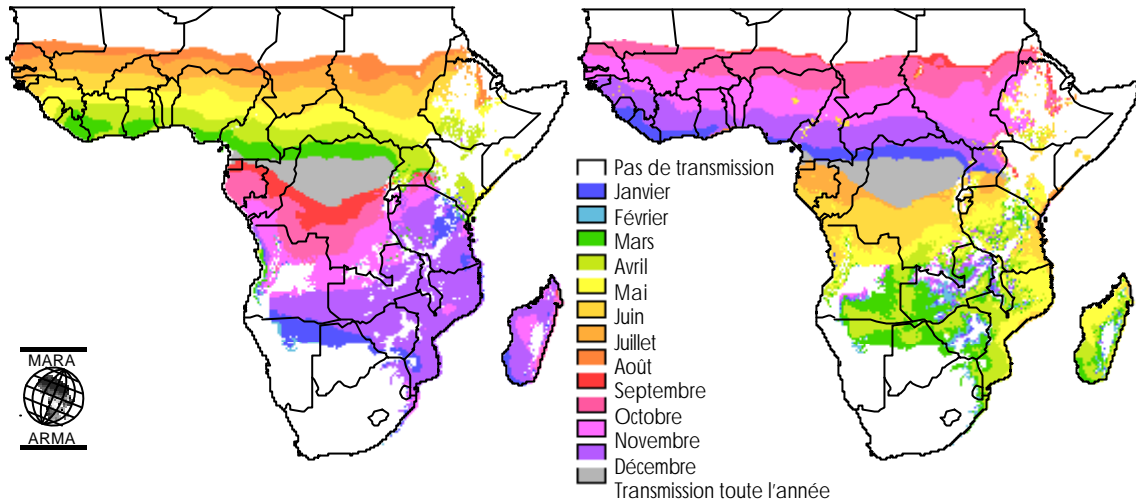 Pas de transmission
Janvier
Février
Mars
Avril
Mai
Juin
Juillet
Août
Septembre
Octobre
Novembre
Décembre
Transmission toute l'année
MARA
ARMA